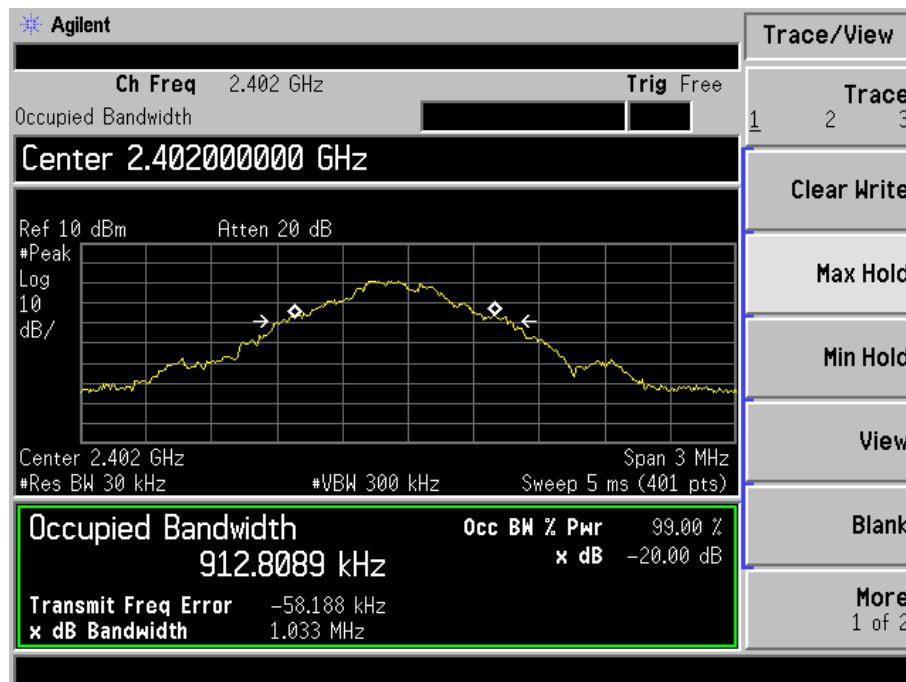 Agilent
Trace/View
Ch Freq 2.402 GHz Trig Free
Occupied Bandwidth
Center 2.402000000 GHz
Ref 10 dBm Atten 20 dB
#Peak
Log
10
dB/
Center 2.402 GHz Span 3 MHz
#Res BW 30 kHz #VBW 300 kHz Sweep 5 ms (401 pts)
Occupied Bandwidth
912.8089 kHz
Occ BW % Pwr 99.00 %
x dB -20.00 dB
Transmit Freq Error -58.188 kHz
x dB Bandwidth 1.033 MHz
Trace
1 2 3
Clear Write
Max Hold
Min Hold
View
Blank
More
1 of 2